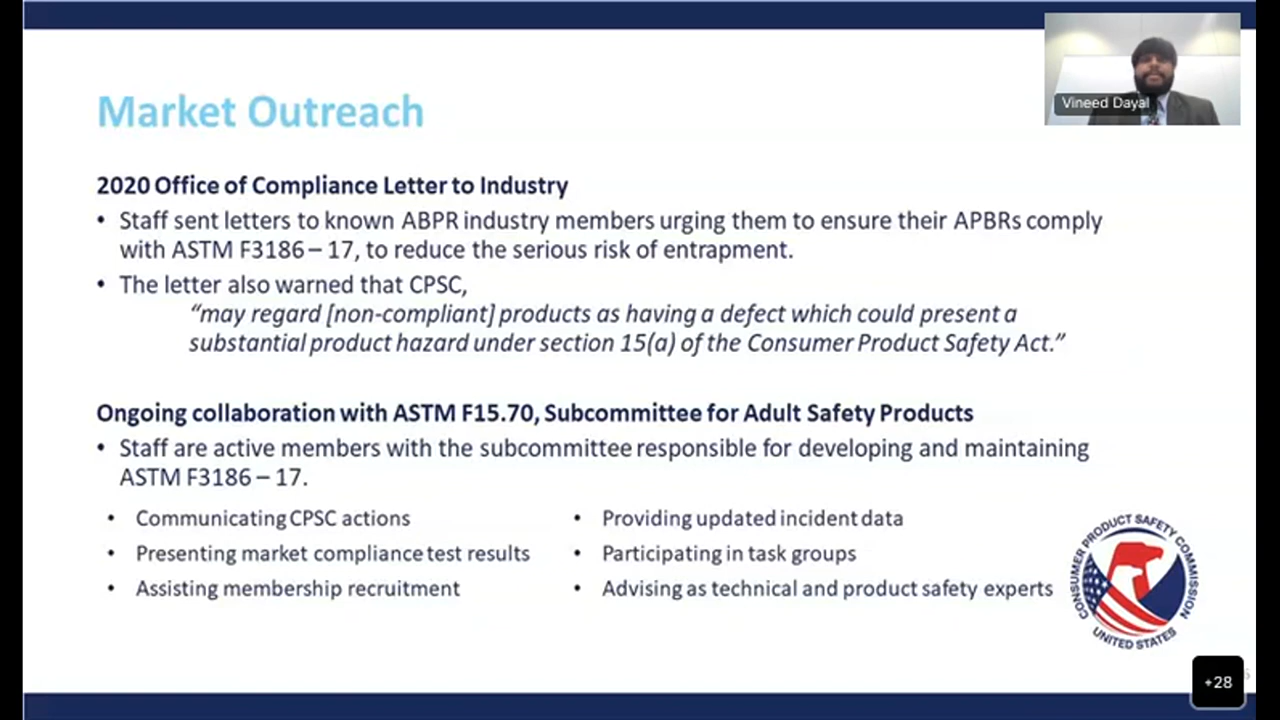 Vineed Dayal
Market Outreach
2020 Office of Compliance Letter to Industry
• Staff sent letters to known ABPR industry members urging them to ensure their APBRs comply
with ASTM F3186 – 17, to reduce the serious risk of entrapment.
• The letter also warned that CPSC,
“may regard [non-compliant] products as having a defect which could present a
substantial product hazard under section 15(a) of the Consumer Product Safety Act.”
Ongoing collaboration with ASTM F15.70, Subcommittee for Adult Safety Products
• Staff are active members with the subcommittee responsible for developing and maintaining
ASTM F3186 – 17.
• Communicating CPSC actions
• Presenting market compliance test results
• Assisting membership recruitment
• Providing updated incident data
• Participating in task groups
• Advising as technical and product safety experts
CONSUMER PRODUCT SAFETY COMMISSION
UNITED STATES
+28